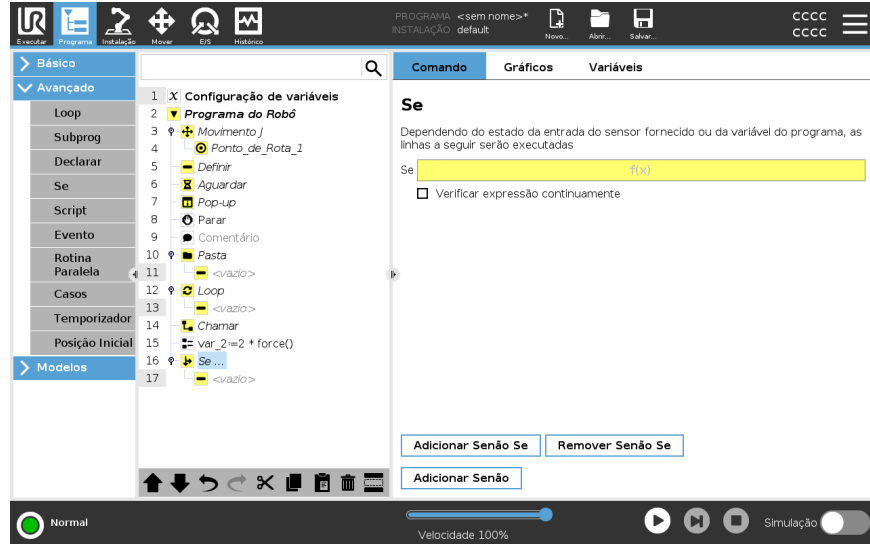 PROGRAMA <sem nome>*
INSTALAÇÃO default
Executar Programa Instalação Mover E/S Histórico Novo... Abrir... Salvar...
CCCC
CCCC
Básico
Avançado
Loop
Subprog
Declarar
Se
Script
Evento
Rotina
Paralela
Casos
Temporizador
Posição Inicial
Modelos
1 X Configuração de variáveis
2 Programa do Robô
3 Movimento J
4 Ponto_de_Rota_1
5 Definir
6 Aguardar
7 Pop-up
8 Parar
9 Comentário
10 Pasta
11 <vazio>
12 Loop
13 <vazio>
14 Chamar
15 var_2:=2 * force()
16 Se ...
17 <vazio>
Comando Gráficos Variáveis
Se
Dependendo do estado da entrada do sensor fornecido ou da variável do programa, as
linhas a seguir serão executadas
Se f(x)
Verificar expressão continuamente
Adicionar Senão Se Remover Senão Se
Adicionar Senão
Normal
Velocidade 100%
Simulação